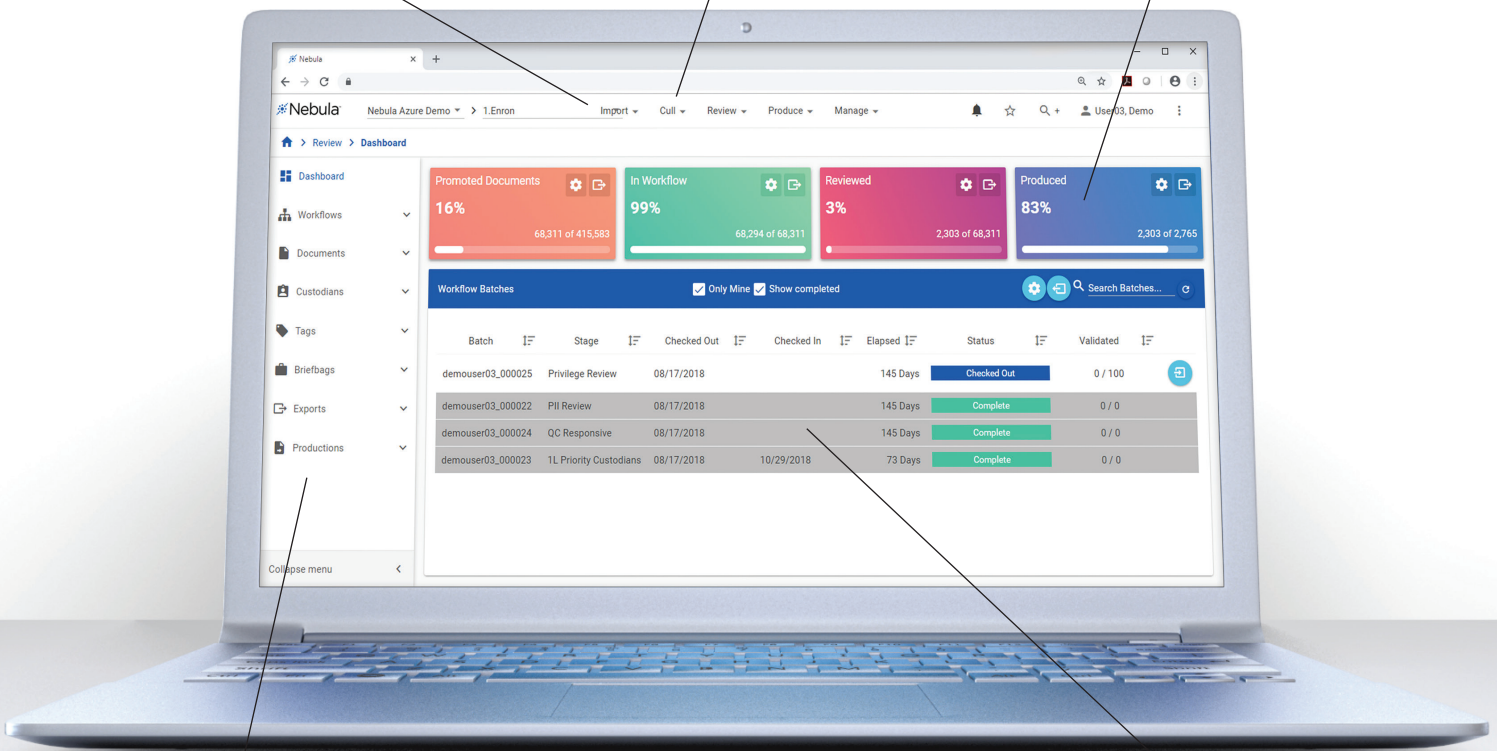 Nebula
Nebula Nebula Azure Demo > 1.Enron Import Cull Review Produce Manage User03, Demo
> Review > Dashboard
Dashboard
Workflows
Documents
Custodians
Tags
Briefbags
Exports
Productions
Collapse menu
Promoted Documents
16%
68,311 of 415,583
In Workflow
99%
68,294 of 68,311
Reviewed
3%
2,303 of 68,311
Produced
83%
2,303 of 2,765
Workflow Batches Only Mine Show completed Search Batches...
Batch Stage Checked Out Checked In Elapsed Status Validated
demouser03_000025 Privilege Review 08/17/2018 145 Days Checked Out 0 / 100
demouser03_000022 PII Review 08/17/2018 145 Days Complete 0 / 0
demouser03_000024 QC Responsive 08/17/2018 145 Days Complete 0 / 0
demouser03_000023 1L Priority Custodians 08/17/2018 10/29/2018 73 Days Complete 0 / 0